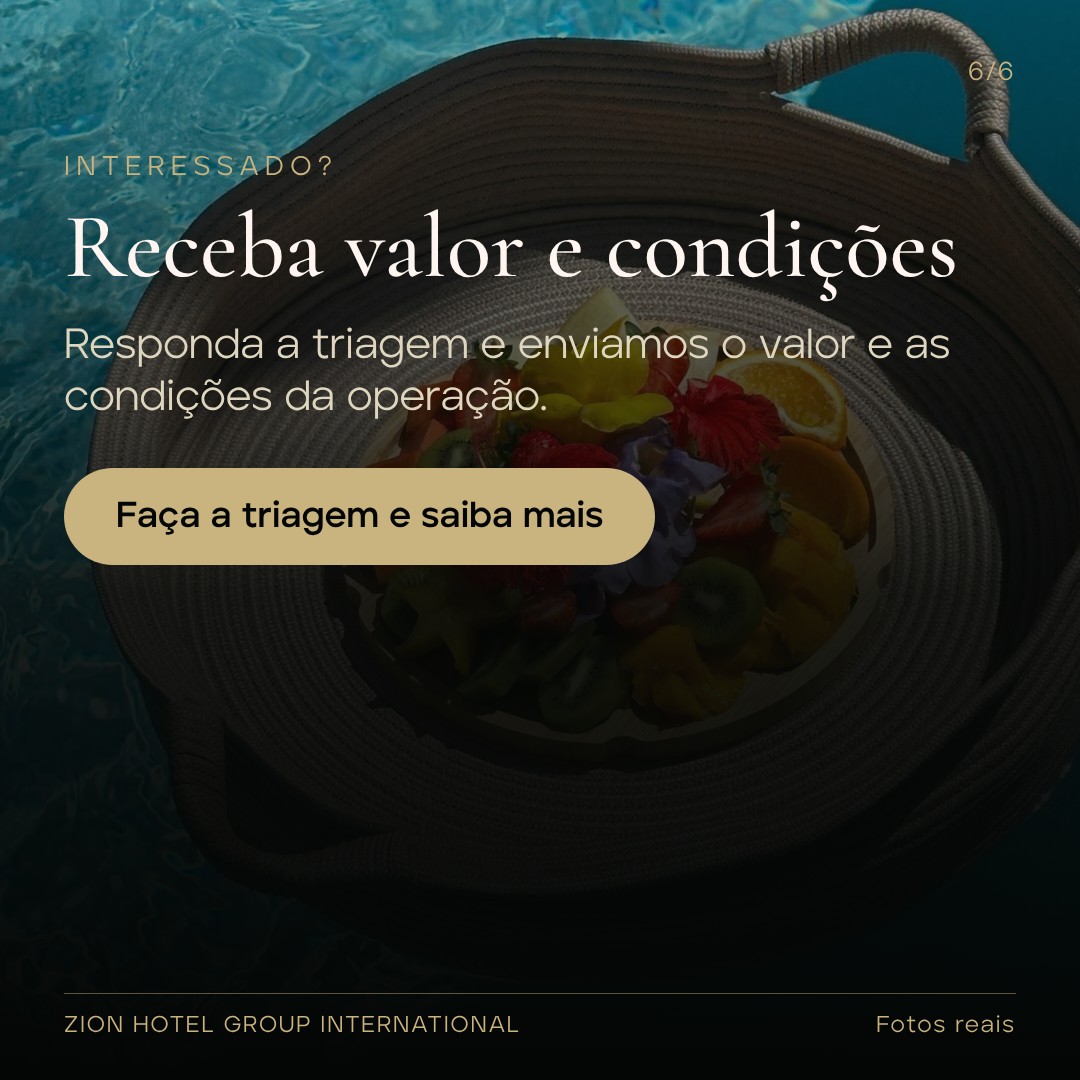 6/6
INTERESSADO?
Receba valor e condições
Responda a triagem e enviamos o valor e as
condições da operação.
Faça a triagem e saiba mais
ZION HOTEL GROUP INTERNATIONAL
Fotos reais